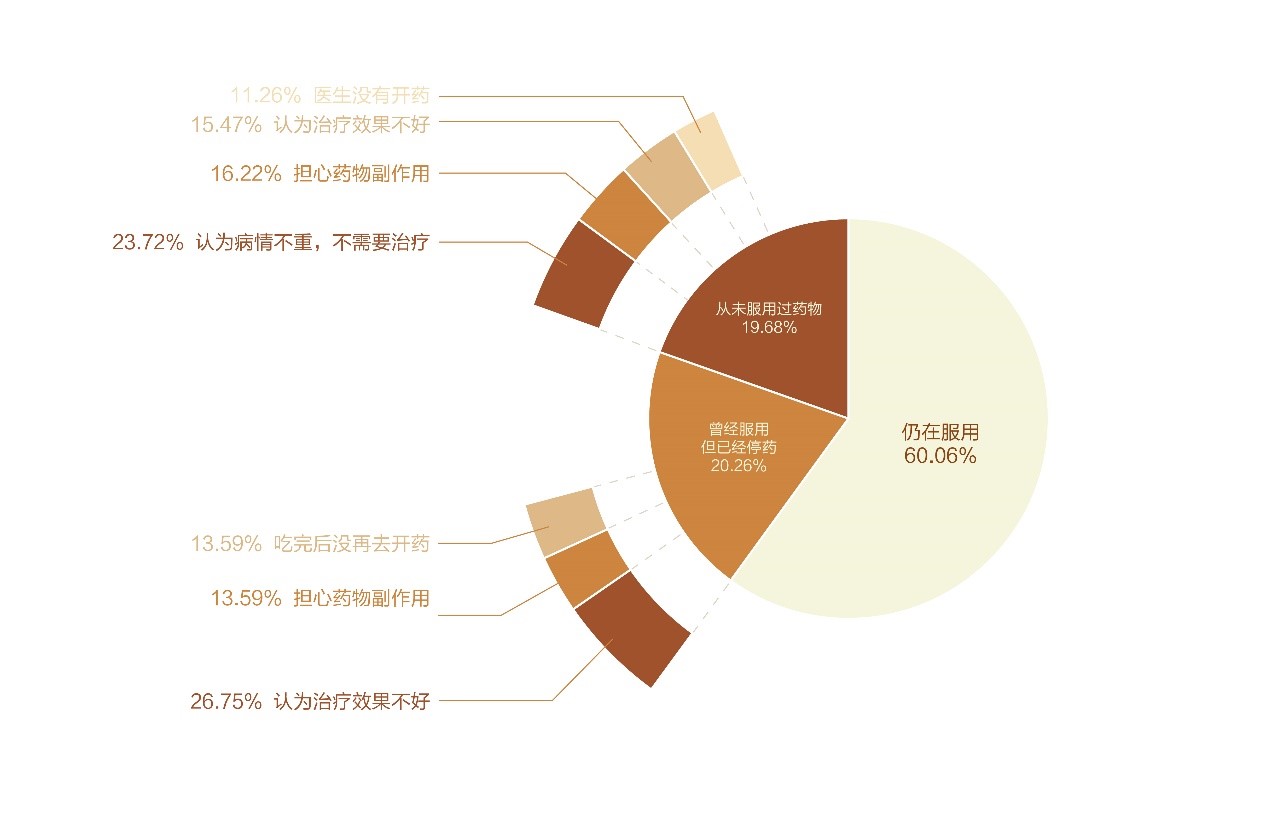 11.26% 医生没有开药
15.47% 认为治疗效果不好
16.22% 担心药物副作用
23.72% 认为病情不重，不需要治疗
从未服用过药物
19.68%
曾经服用
但已经停药
20.26%
仍在服用
60.06%
13.59% 吃完后没再去开药
13.59% 担心药物副作用
26.75% 认为治疗效果不好